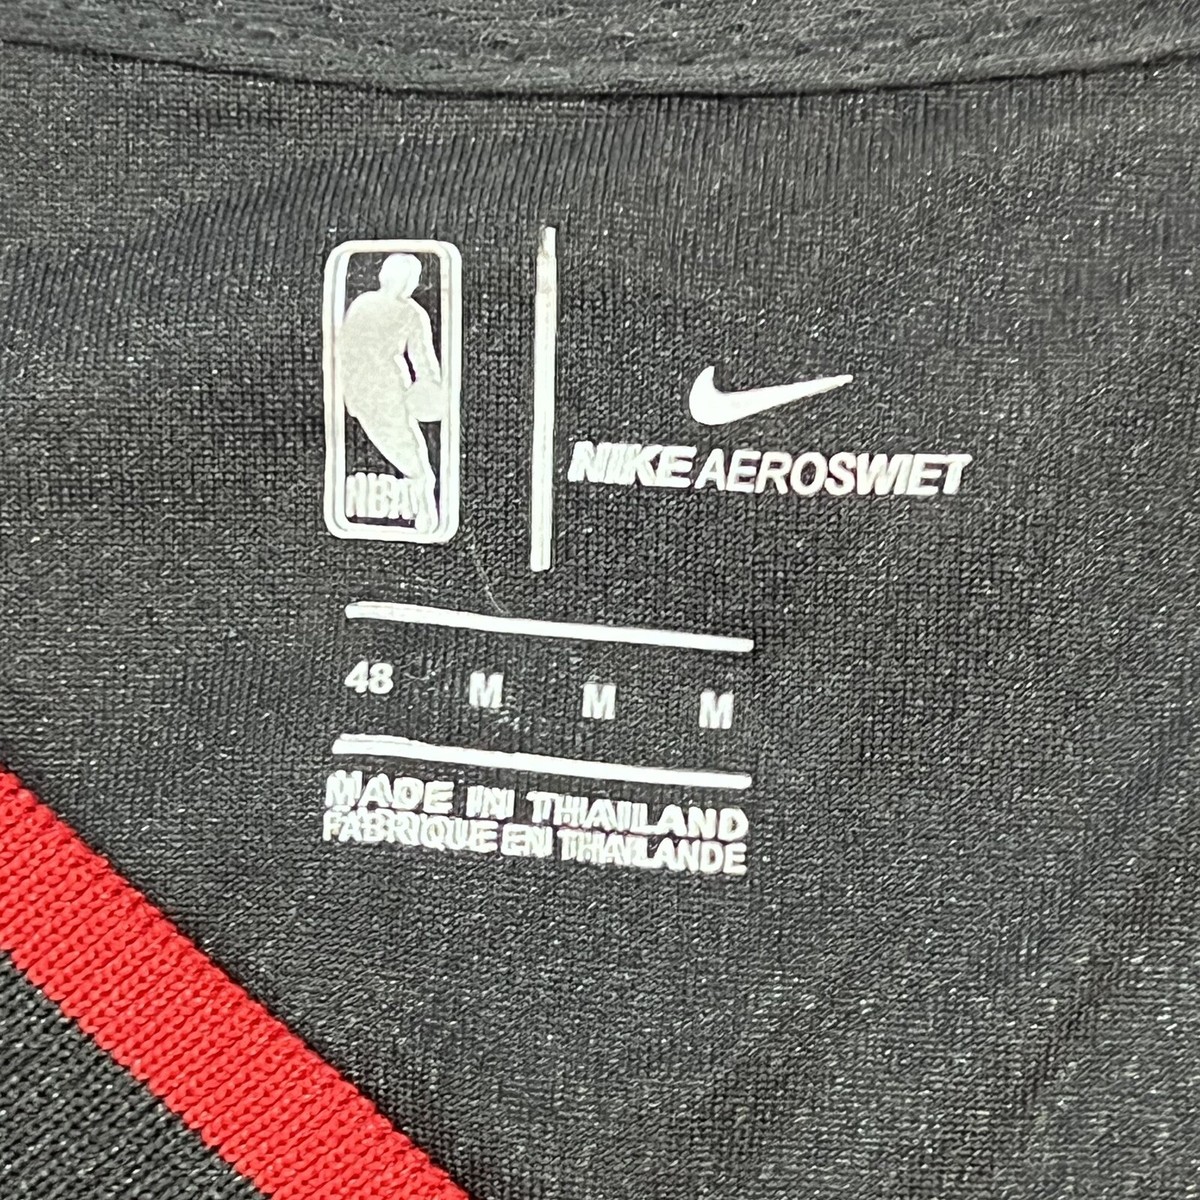 NBA
NIKE AEROSWIET
48 M M M
MADE IN THAILAND
FABRIQUE EN THAILANDE